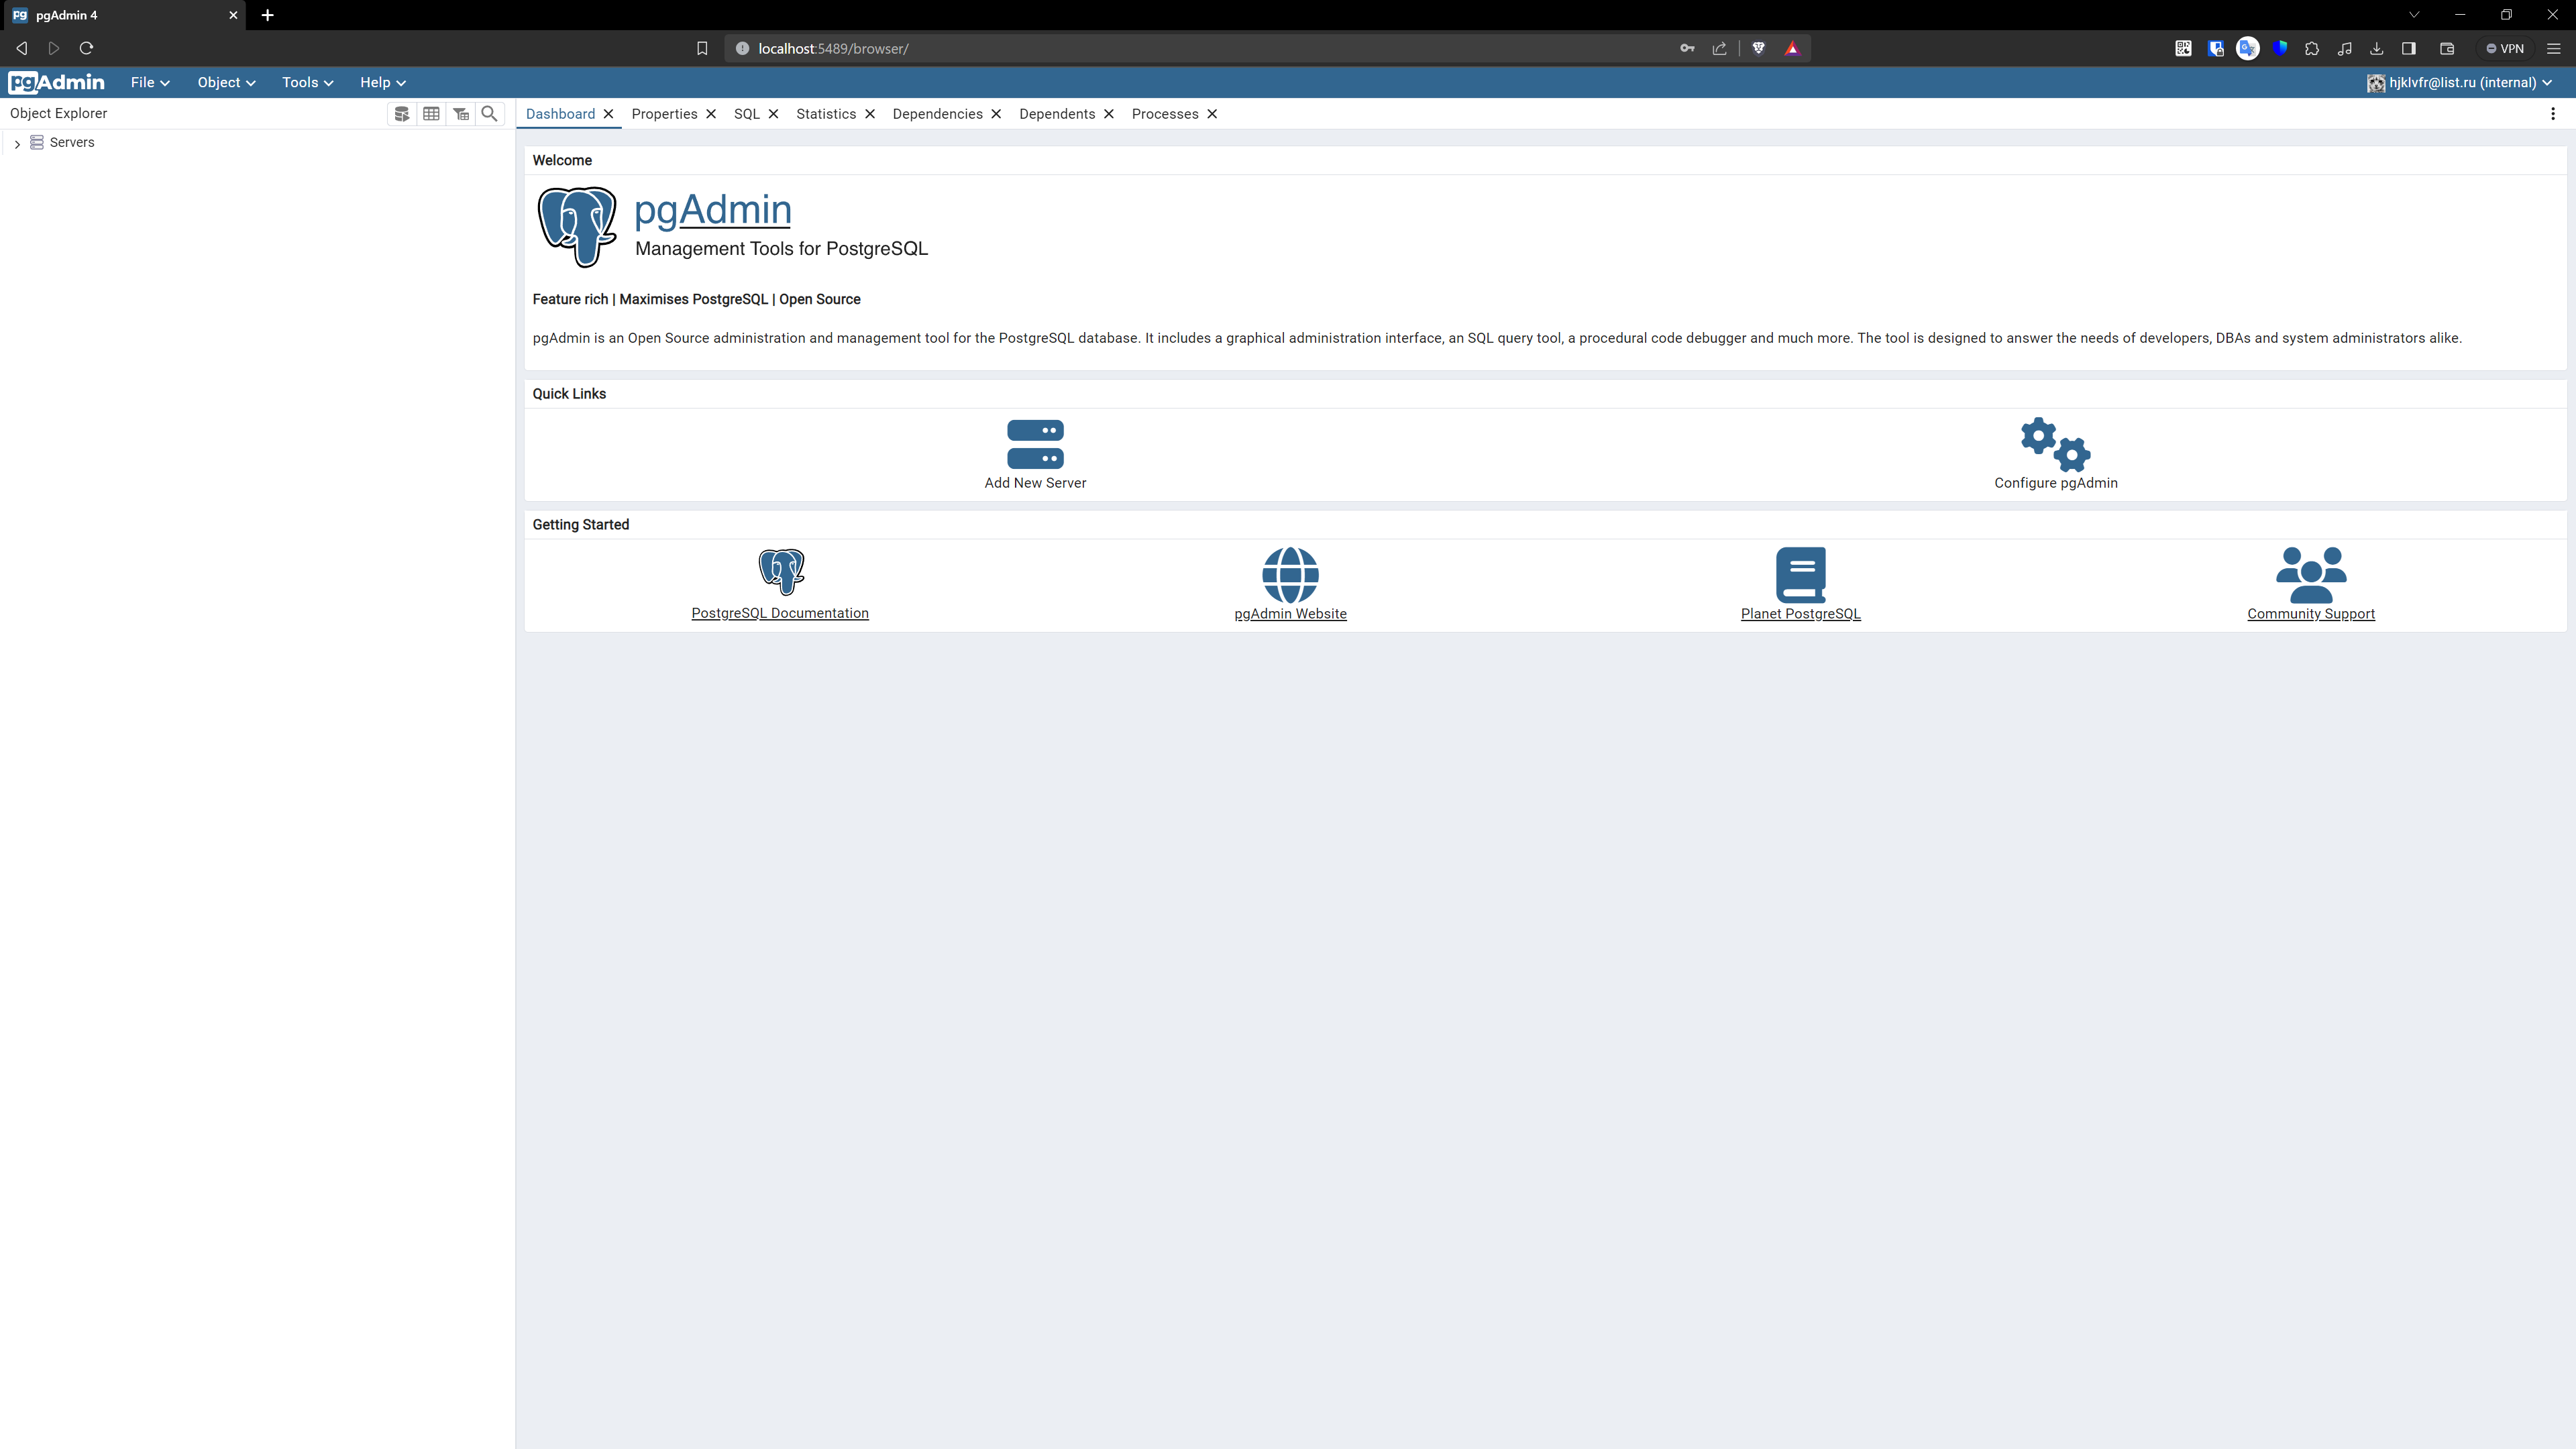 pgAdmin 4
localhost:5489/browser/
VPN
pgAdmin File Object Tools Help hjklvfr@list.ru (internal)
Object Explorer
Servers
Dashboard Properties SQL Statistics Dependencies Dependents Processes
Welcome
pgAdmin
Management Tools for PostgreSQL
Feature rich | Maximises PostgreSQL | Open Source
pgAdmin is an Open Source administration and management tool for the PostgreSQL database. It includes a graphical administration interface, an SQL query tool, a procedural code debugger and much more. The tool is designed to answer the needs of developers, DBAs and system administrators alike.
Quick Links
Add New Server Configure pgAdmin
Getting Started
PostgreSQL Documentation pgAdmin Website Planet PostgreSQL Community Support